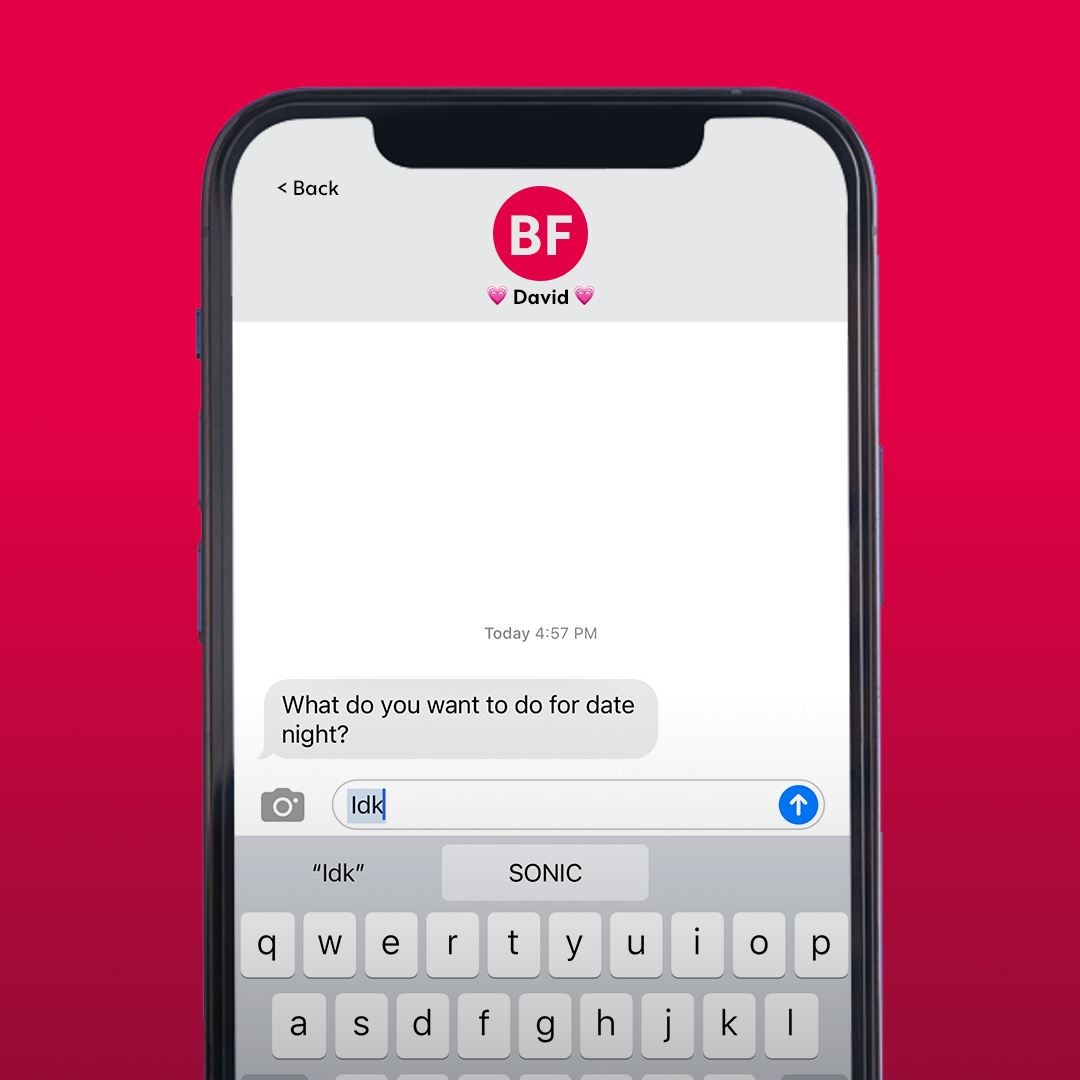 < Back
BF
💗 David 💗
Today 4:57 PM
What do you want to do for date
night?
Idk
“Idk” SONIC
q w e r t y u i o p
a s d f g h j k l